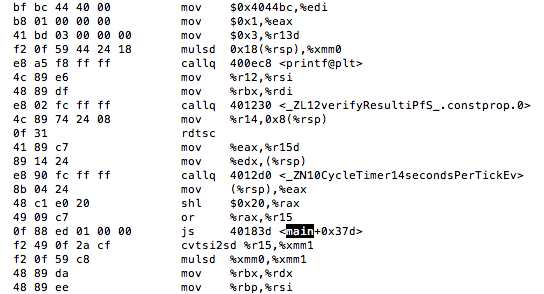 bf bc 44 40 00 mov $0x4044bc,%edi
b8 01 00 00 00 mov $0x1,%eax
41 bd 03 00 00 00 mov $0x3,%r13d
f2 0f 59 44 24 18 mulsd 0x18(%rsp),%xmm0
e8 a5 f8 ff ff callq 400ec8 <printf@plt>
4c 89 e6 mov %r12,%rsi
48 89 df mov %rbx,%rdi
e8 02 fc ff ff callq 401230 <_ZL12verifyResultiPfS_.constprop.0>
4c 89 74 24 08 mov %r14,0x8(%rsp)
0f 31 rdtsc
41 89 c7 mov %eax,%r15d
89 14 24 mov %edx,(%rsp)
e8 90 fc ff ff callq 4012d0 <_ZN10CycleTimer14secondsPerTickEv>
8b 04 24 mov (%rsp),%eax
48 c1 e0 20 shl $0x20,%rax
49 09 c7 or %rax,%r15
0f 88 ed 01 00 00 js 40183d <main+0x37d>
f2 49 0f 2a cf cvtsi2sd %r15,%xmm1
f2 0f 59 c8 mulsd %xmm0,%xmm1
48 89 da mov %rbx,%rdx
48 89 ee mov %rbp,%rsi